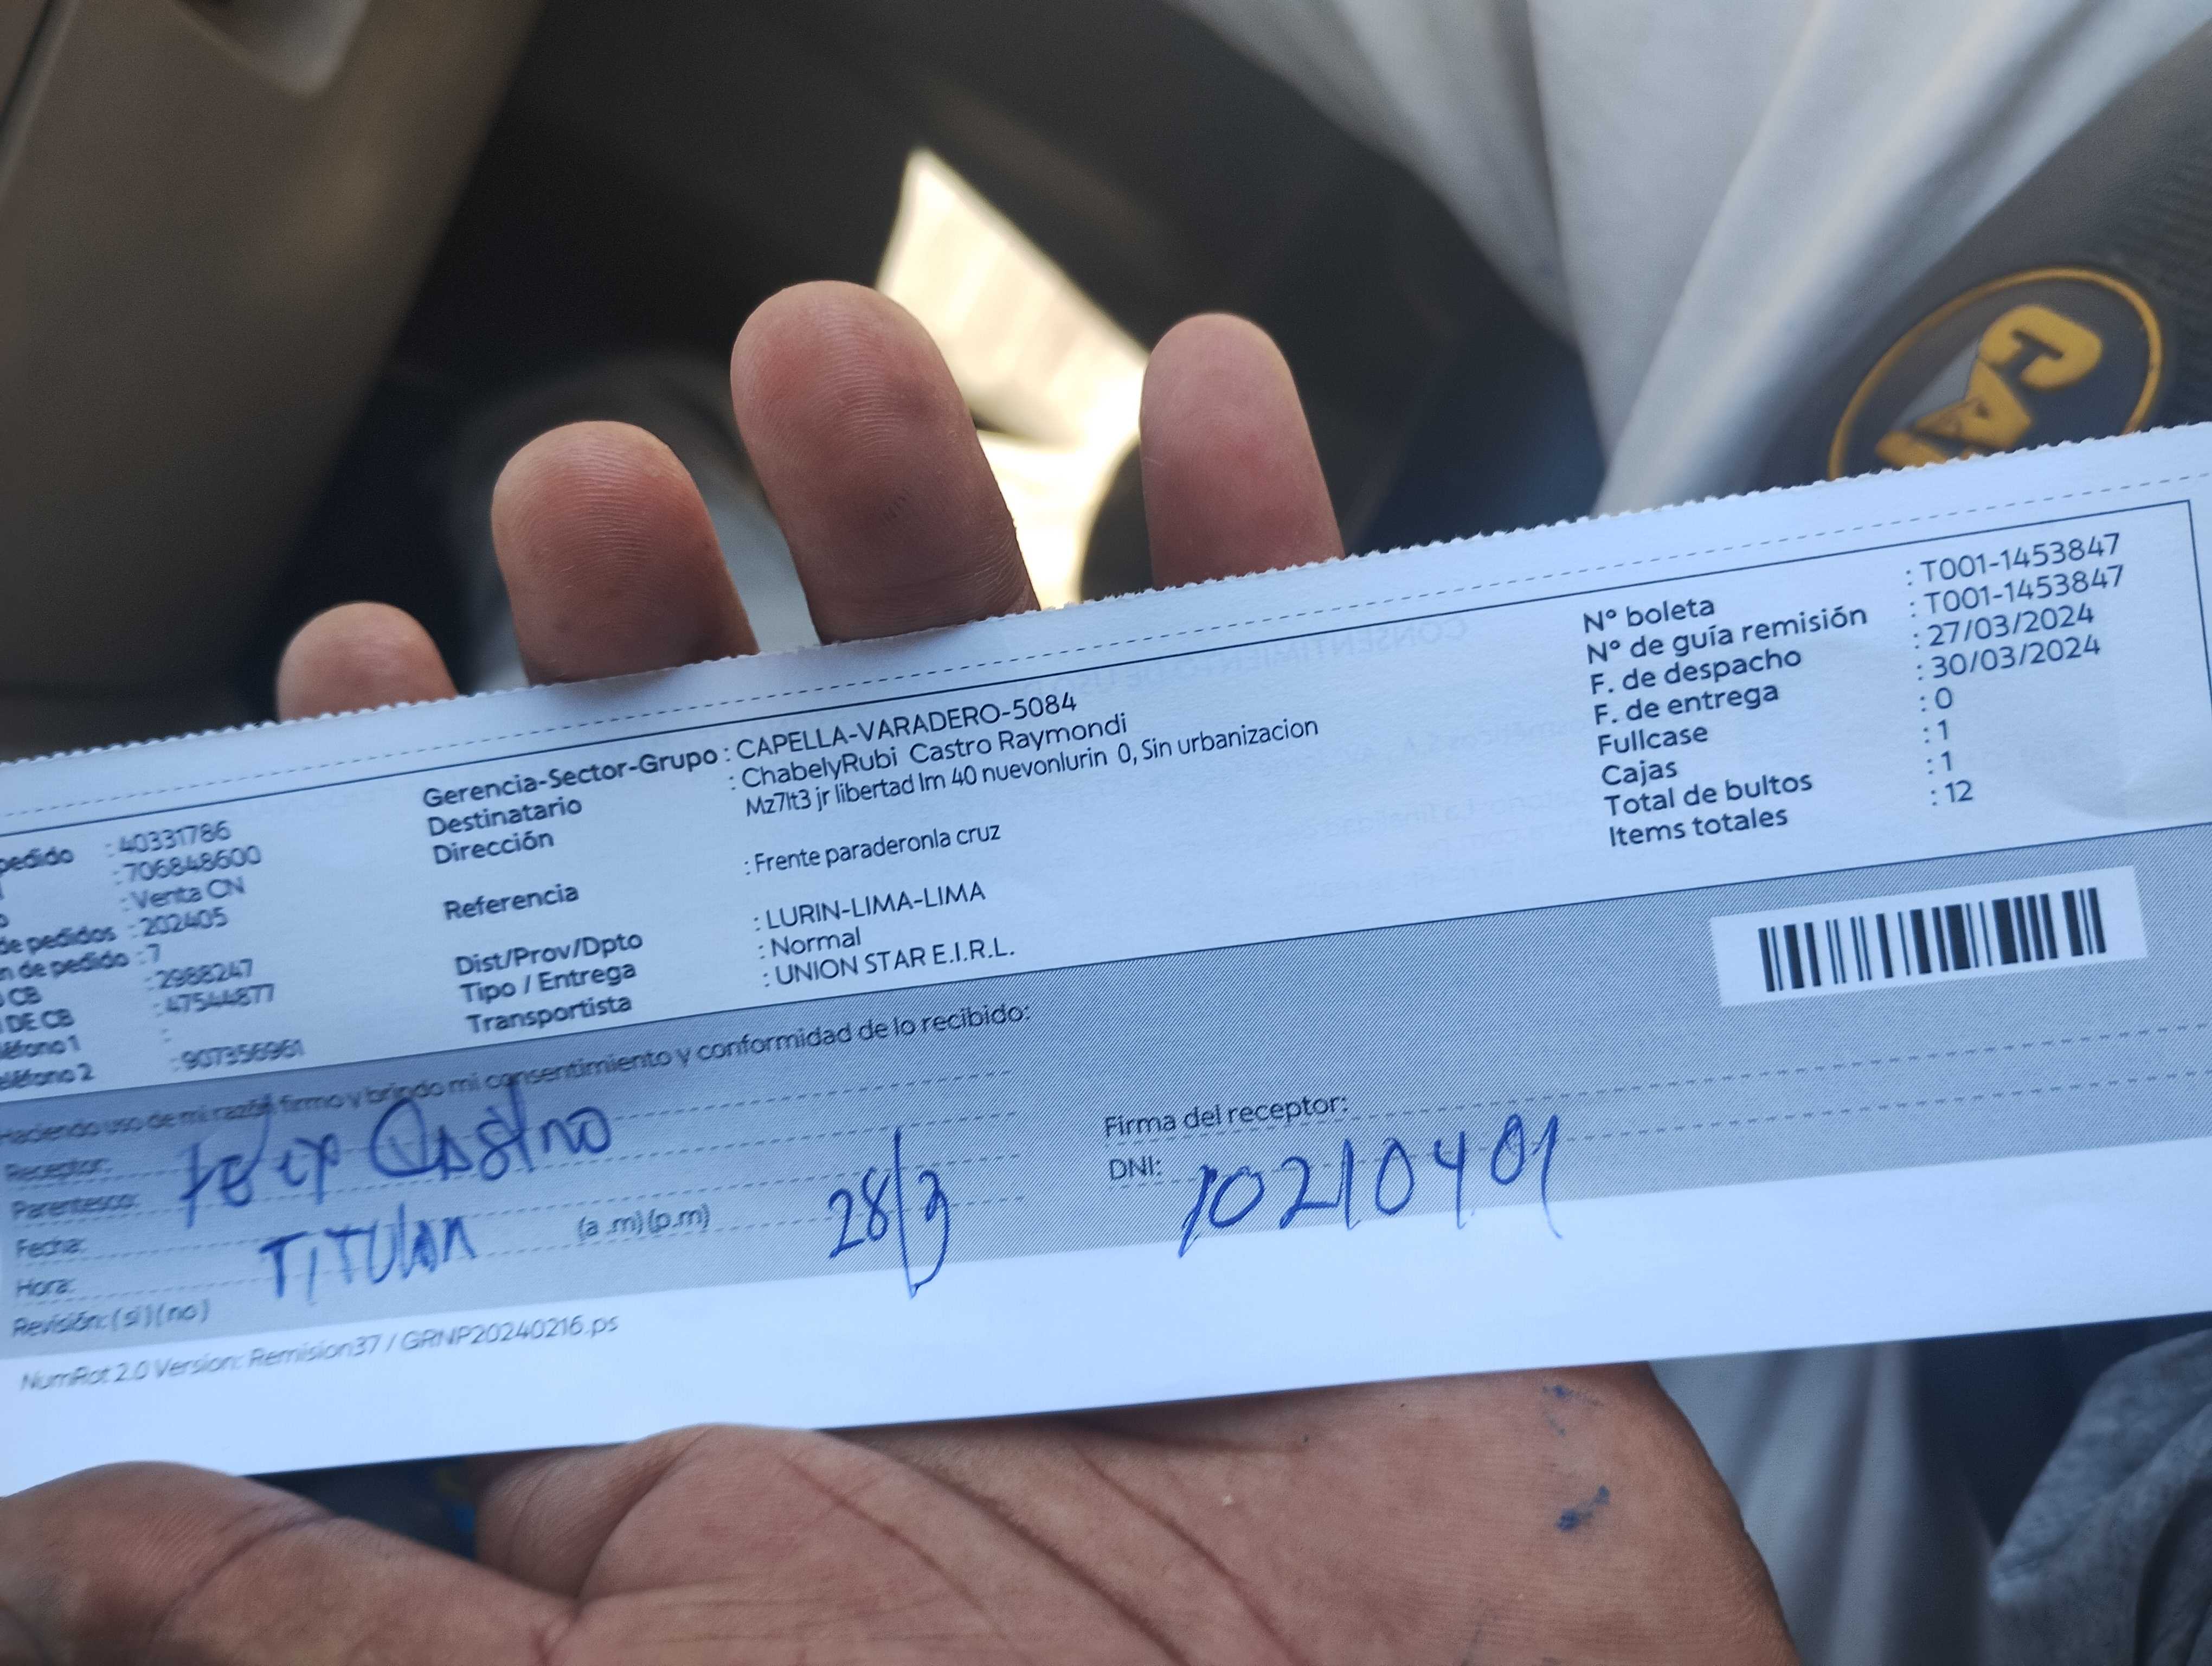 CAT
pedido : 40331786
: 706848600
: Venta CN
de pedidos : 202405
n de pedido : 7
CB : 2988247
DE CB : 47544877
léfono 1 :
eléfono 2 : 907356961
Gerencia-Sector-Grupo : CAPELLA-VARADERO-5084
Destinatario : ChabelyRubi Castro Raymondi
Dirección Mz7lt3 jr libertad lm 40 nuevonlurin 0, Sin urbanizacion
Referencia : Frente paraderonla cruz
Dist/Prov/Dpto : LURIN-LIMA-LIMA
Tipo / Entrega : Normal
Transportista : UNION STAR E.I.R.L.
N° boleta : T001-1453847
N° de guía remisión : T001-1453847
F. de despacho : 27/03/2024
F. de entrega : 30/03/2024
Fullcase : 0
Cajas : 1
Total de bultos : 1
Items totales : 12
Haciendo uso de mi razón firmo y brindo mi consentimiento y conformidad de lo recibido:
Receptor: Castro
Parentesco: TITULAR
Fecha: 28/3
Hora: (a .m) (p.m)
Revisión: ( si ) ( no )
Firma del receptor:
DNI: 10210401
NumRot 2.0 Version: Remision37 / GRNP20240216.ps